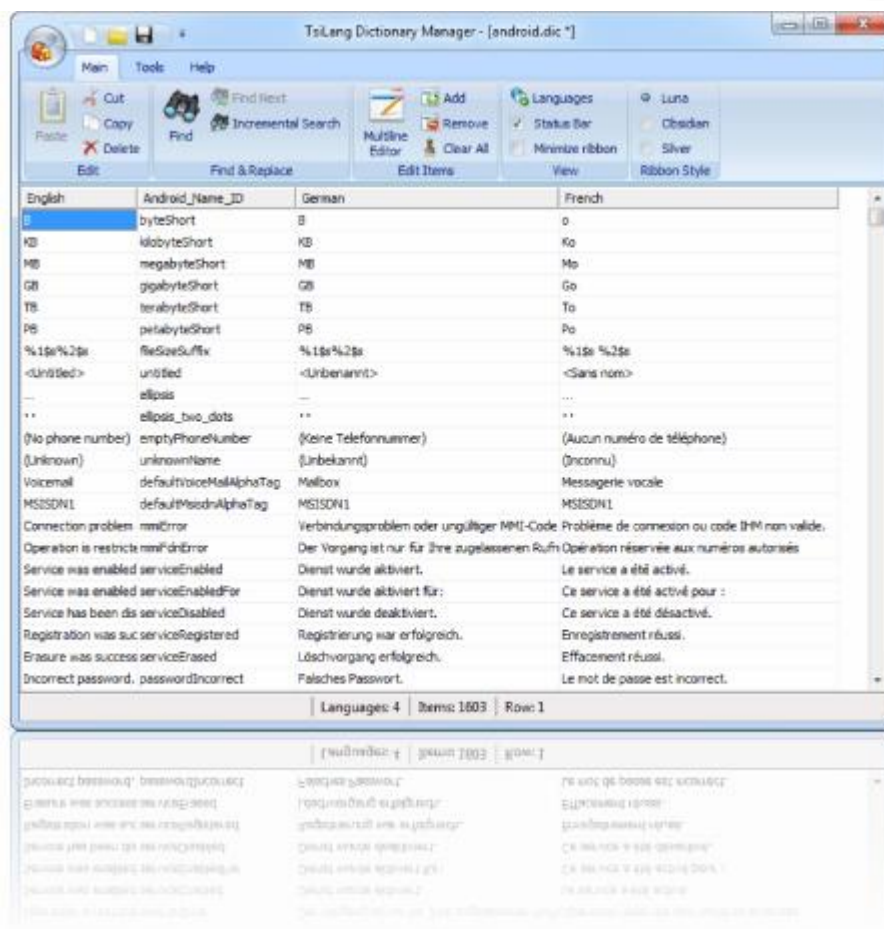 TsiLang Dictionary Manager - [android.dic *]
Main Tools Help
Paste Cut Copy Delete Find Find Next Incremental Search Multiline Editor Add Remove Clear All Languages Status Bar Minimize ribbon Luna Obsidian Silver
Edit Find & Replace Edit Items View Ribbon Style
English Android_Name_ID German French
B byteShort B o
KB kilobyteShort KB Ko
MB megabyteShort MB Mo
GB gigabyteShort GB Go
TB terabyteShort TB To
PB petabyteShort PB Po
%1$s%2$s fileSizeSuffix %1$s%2$s %1$s %2$s
<Untitled> untitled <Unbenannt> <Sans nom>
... ellipsis ... ...
.. ellipsis_two_dots .. ..
(No phone number) emptyPhoneNumber (Keine Telefonnummer) (Aucun numéro de téléphone)
(Unknown) unknownName (Unbekannt) (Inconnu)
Voicemail defaultVoiceMailAlphaTag Mailbox Messagerie vocale
MSISDN1 defaultMsisdnAlphaTag MSISDN1 MSISDN1
Connection problem mmiError Verbindungsproblem oder ungültiger MMI-Code Problème de connexion ou code IHM non valide.
Operation is restricte mmiFdnError Der Vorgang ist nur für Ihre zugelassenen Rufn Opération réservée aux numéros autorisés
Service was enabled serviceEnabled Dienst wurde aktiviert. Le service a été activé.
Service was enabled serviceEnabledFor Dienst wurde aktiviert für: Ce service a été activé pour :
Service has been dis serviceDisabled Dienst wurde deaktiviert. Ce service a été désactivé.
Registration was suc serviceRegistered Registrierung war erfolgreich. Enregistrement réussi.
Erasure was success serviceErased Löschvorgang erfolgreich. Effacement réussi.
Incorrect password. passwordIncorrect Falsches Passwort. Le mot de passe est incorrect.
Languages: 4 Items: 1603 Row: 1